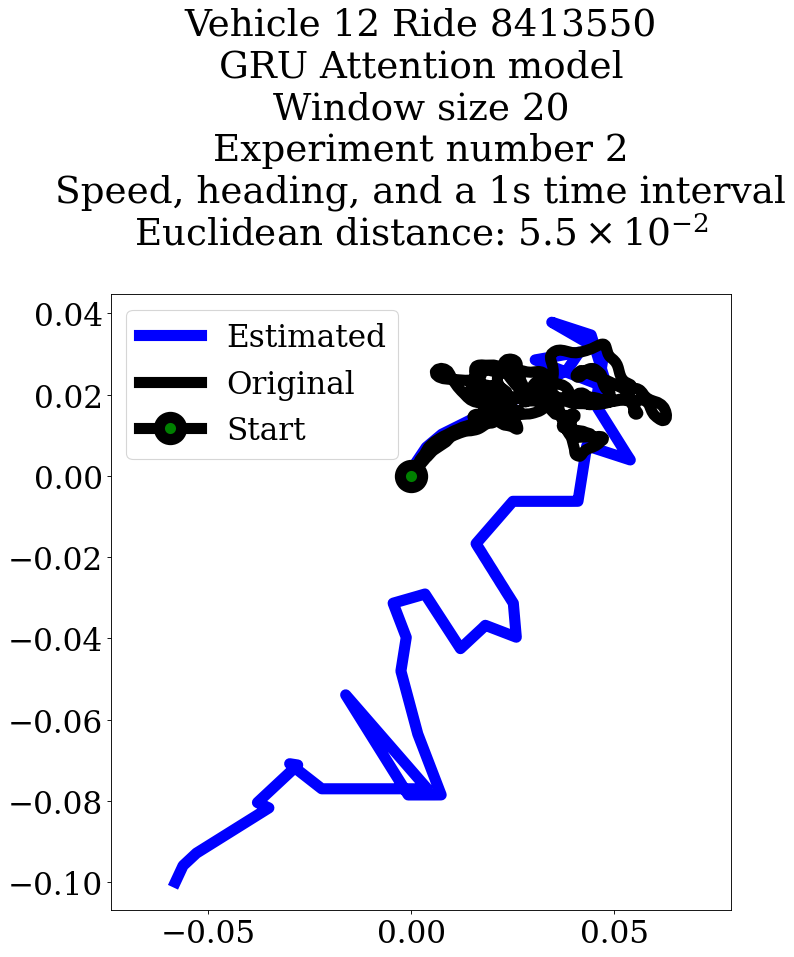 Vehicle 12 Ride 8413550
GRU Attention model
Window size 20
Experiment number 2
Speed, heading, and a 1s time interval
Euclidean distance: 5.5 × 10⁻²
0.04
0.02
0.00
−0.02
−0.04
−0.06
−0.08
−0.10
Estimated
Original
Start
−0.05
0.00
0.05